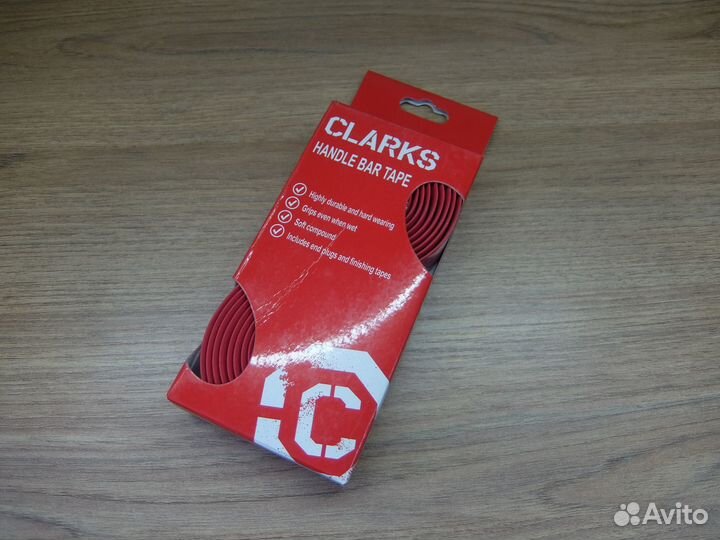 CLARKS
HANDLE BAR TAPE
Highly durable and hard wearing
Grips even when wet
Soft compound
Includes end plugs and finishing tapes
C
Avito